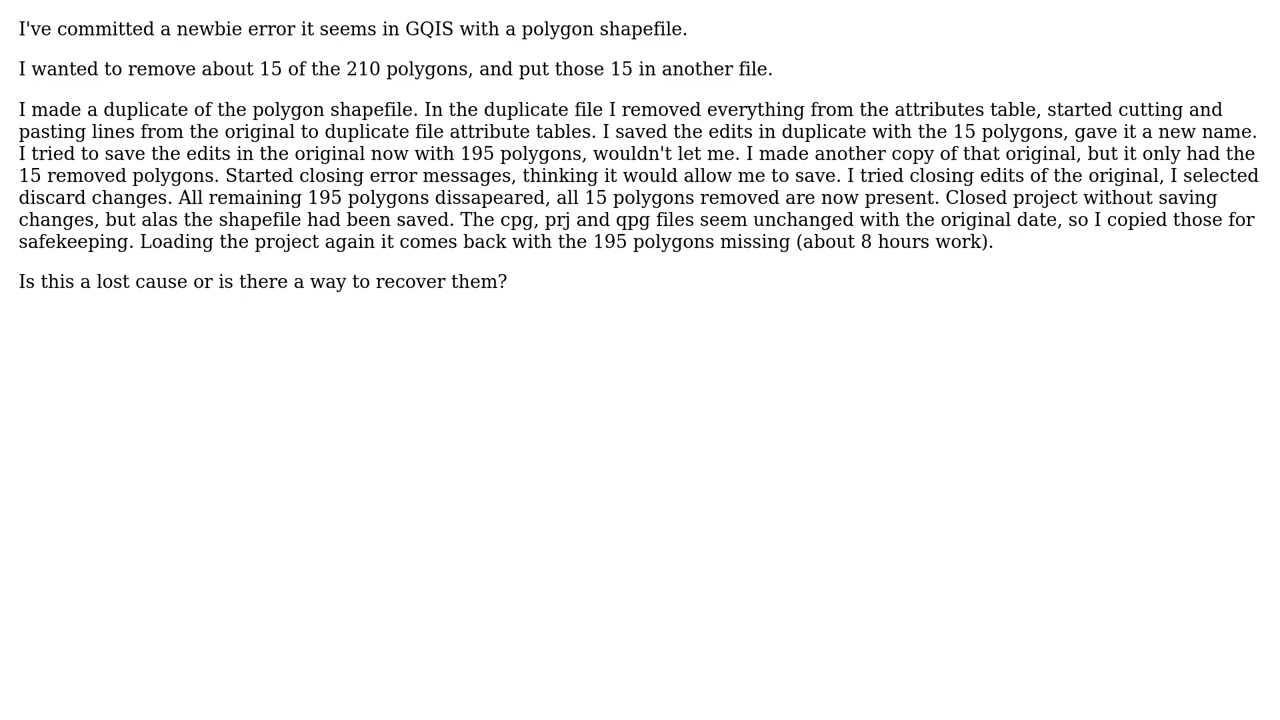 I've committed a newbie error it seems in GQIS with a polygon shapefile.
I wanted to remove about 15 of the 210 polygons, and put those 15 in another file.
I made a duplicate of the polygon shapefile. In the duplicate file I removed everything from the attributes table, started cutting and
pasting lines from the original to duplicate file attribute tables. I saved the edits in duplicate with the 15 polygons, gave it a new name.
I tried to save the edits in the original now with 195 polygons, wouldn't let me. I made another copy of that original, but it only had the
15 removed polygons. Started closing error messages, thinking it would allow me to save. I tried closing edits of the original, I selected
discard changes. All remaining 195 polygons dissapeared, all 15 polygons removed are now present. Closed project without saving
changes, but alas the shapefile had been saved. The cpg, prj and qpg files seem unchanged with the original date, so I copied those for
safekeeping. Loading the project again it comes back with the 195 polygons missing (about 8 hours work).
Is this a lost cause or is there a way to recover them?